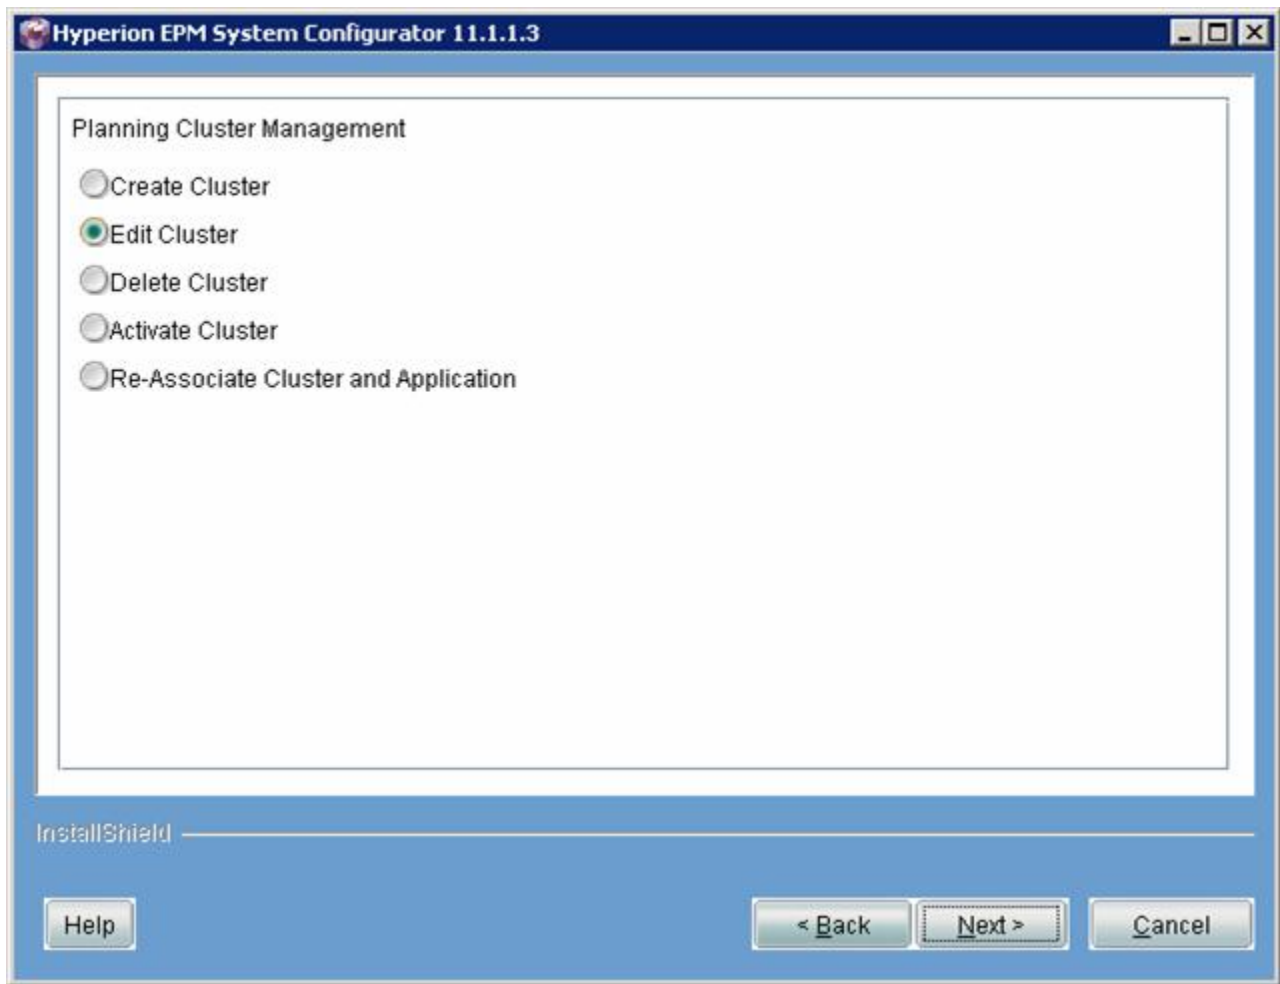 Hyperion EPM System Configurator 11.1.1.3
Planning Cluster Management
Create Cluster
Edit Cluster
Delete Cluster
Activate Cluster
Re-Associate Cluster and Application
InstallShield
Help
< Back
Next >
Cancel